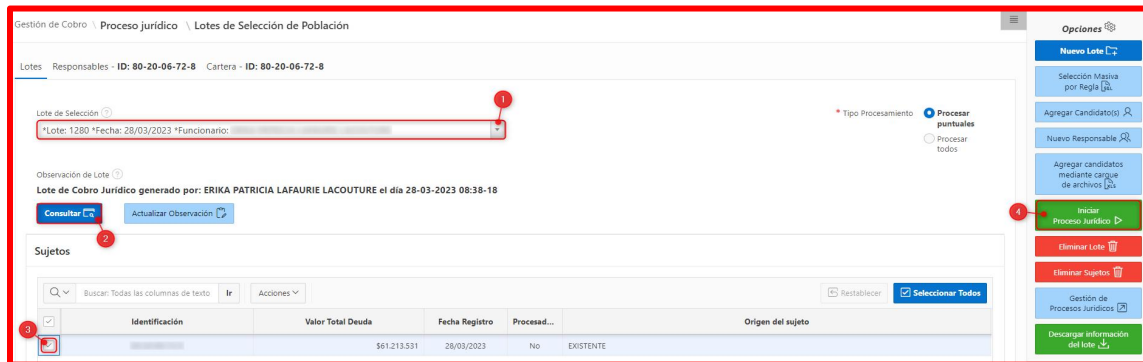 Gestión de Cobro \ Proceso jurídico \ Lotes de Selección de Población
Lotes Responsables - ID: 80-20-06-72-8 Cartera - ID: 80-20-06-72-8
Lote de Selección
1
*Lote: 1280 *Fecha: 28/03/2023 *Funcionario:
* Tipo Procesamiento
Procesar
puntuales
Procesar
todos
Observación de Lote
Lote de Cobro Jurídico generado por: ERIKA PATRICIA LAFAURIE LACOUTURE el día 28-03-2023 08:38-18
Consultar
Actualizar Observación
2
Sujetos
Buscar: Todas las columnas de texto
Ir
Acciones
Restablecer
Seleccionar Todos
Identificación
Valor Total Deuda
Fecha Registro
Procesad...
Origen del sujeto
3
$61.213.531
28/03/2023
No
EXISTENTE
Opciones
Nuevo Lote
Selección Masiva
por Regla
Agregar Candidato(s)
Nuevo Responsable
Agregar candidatos
mediante cargue
de archivos
4
Iniciar
Proceso Jurídico
Eliminar Lote
Eliminar Sujetos
Gestión de
Procesos Jurídicos
Descargar información
del lote